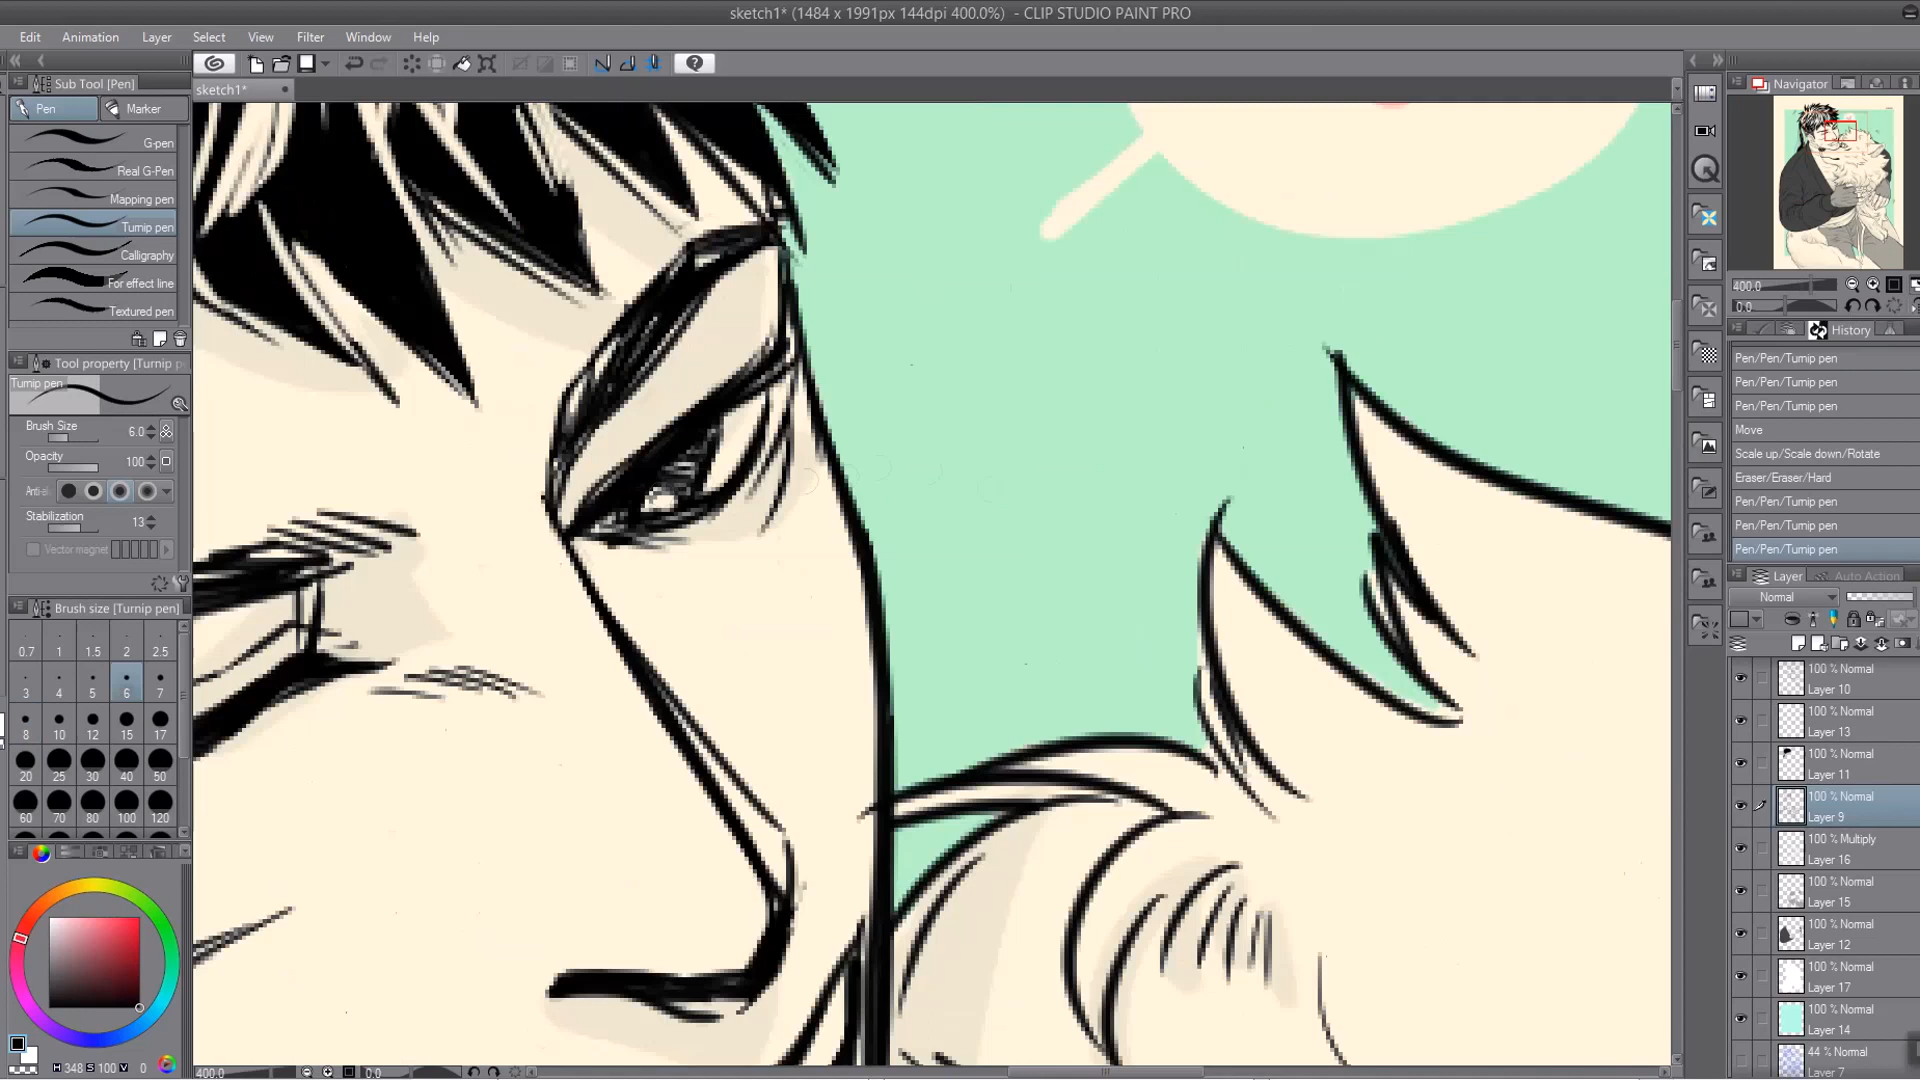 sketch1* (1484 x 1991px 144dpi 400.0%) - CLIP STUDIO PAINT PRO
Edit Animation Layer Select View Filter Window Help
Sub Tool [Pen]
sketch1*
Navigator
Pen
Marker
G-pen
Real G-Pen
Mapping pen
Turnip pen
Calligraphy
For effect line
Textured pen
400.0
0.0
History
Pen/Pen/Turnip pen
Pen/Pen/Turnip pen
Pen/Pen/Turnip pen
Move
Scale up/Scale down/Rotate
Eraser/Eraser/Hard
Pen/Pen/Turnip pen
Pen/Pen/Turnip pen
Pen/Pen/Turnip pen
Tool property [Turnip p
Turnip pen
Brush Size 6.0
Opacity 100
Anti-al
Stabilization 13
Vector magnet
Brush size [Turnip pen]
0.7 1 1.5 2 2.5
3 4 5 6 7
8 10 12 15 17
20 25 30 40 50
60 70 80 100 120
Layer Auto Action
Normal
100 % Normal
Layer 10
100 % Normal
Layer 13
100 % Normal
Layer 11
100 % Normal
Layer 9
100 % Multiply
Layer 16
100 % Normal
Layer 15
100 % Normal
Layer 12
100 % Normal
Layer 17
100 % Normal
Layer 14
44 % Normal
Layer 7
H 348 S 100 V 0
400.0 0.0